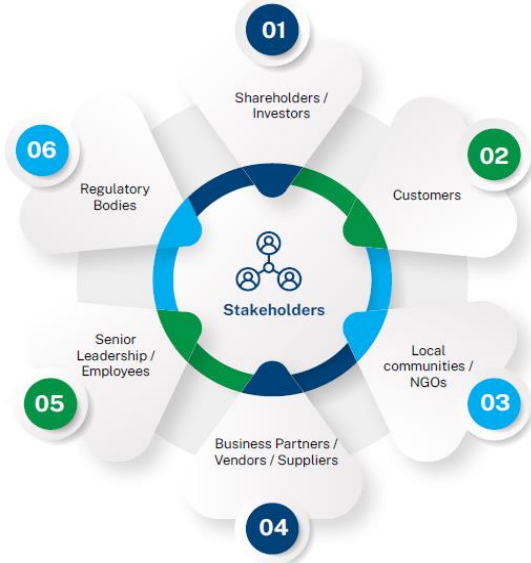 01
Shareholders /
Investors
02
Customers
03
Local
communities /
NGOs
04
Business Partners /
Vendors / Suppliers
05
Senior
Leadership /
Employees
06
Regulatory
Bodies
Stakeholders